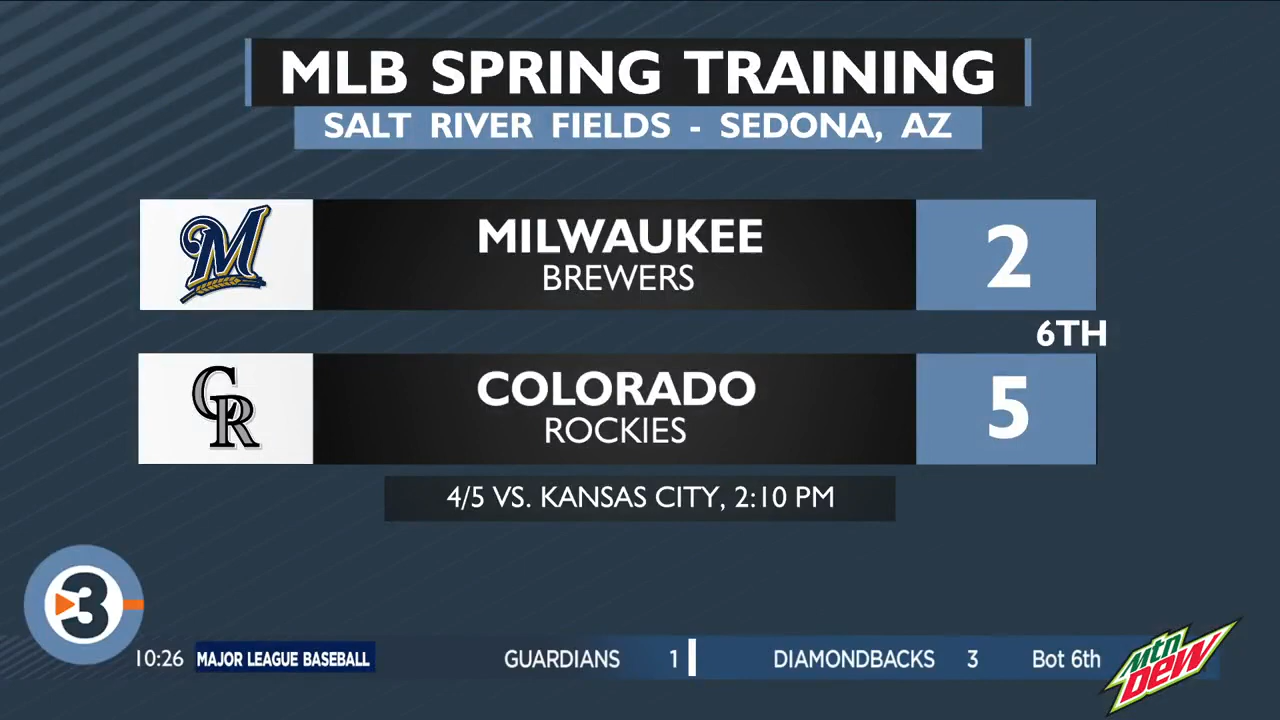 MLB SPRING TRAINING
SALT RIVER FIELDS - SEDONA, AZ
M
MILWAUKEE
BREWERS
2
6TH
CR
COLORADO
ROCKIES
5
4/5 VS. KANSAS CITY, 2:10 PM
3
10:26 MAJOR LEAGUE BASEBALL GUARDIANS 1 DIAMONDBACKS 3 Bot 6th
Mtn
DEW